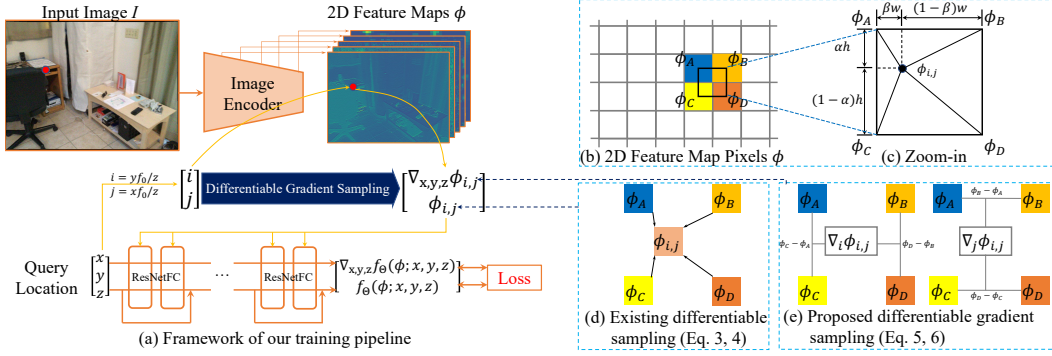 Input Image I
2D Feature Maps ϕ
Image
Encoder
i = yf₀/z
j = xf₀/z
[i
j]
Differentiable Gradient Sampling
[∇x,y,zϕi,j
ϕi,j]
Query
Location
[x
y
z]
ResNetFC
...
ResNetFC
[∇x,y,z fΘ(ϕ; x, y, z)
fΘ(ϕ; x, y, z)]
Loss
(a) Framework of our training pipeline
ϕA ϕB
ϕC ϕD
(b) 2D Feature Map Pixels ϕ
ϕA βw (1−β)w ϕB
αh
ϕi,j
(1−α)h
ϕC ϕD
(c) Zoom-in
ϕA ϕB
ϕi,j
ϕC ϕD
(d) Existing differentiable
sampling (Eq. 3, 4)
ϕA ϕB
ϕC − ϕA ∇iϕi,j ϕD − ϕB
ϕC ϕD
ϕA ϕB − ϕA ϕB
∇jϕi,j
ϕC ϕD − ϕC ϕD
(e) Proposed differentiable gradient
sampling (Eq. 5, 6)